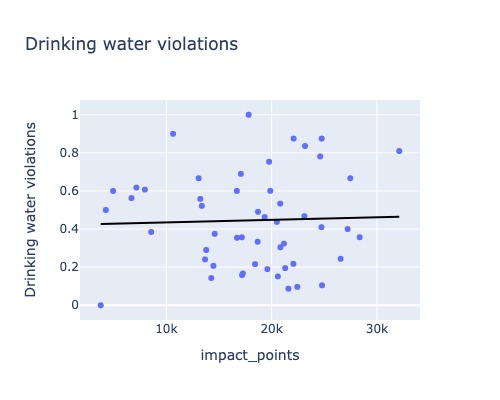 Drinking water violations
Drinking water violations
1
0.8
0.6
0.4
0.2
0
10k
20k
30k
impact_points